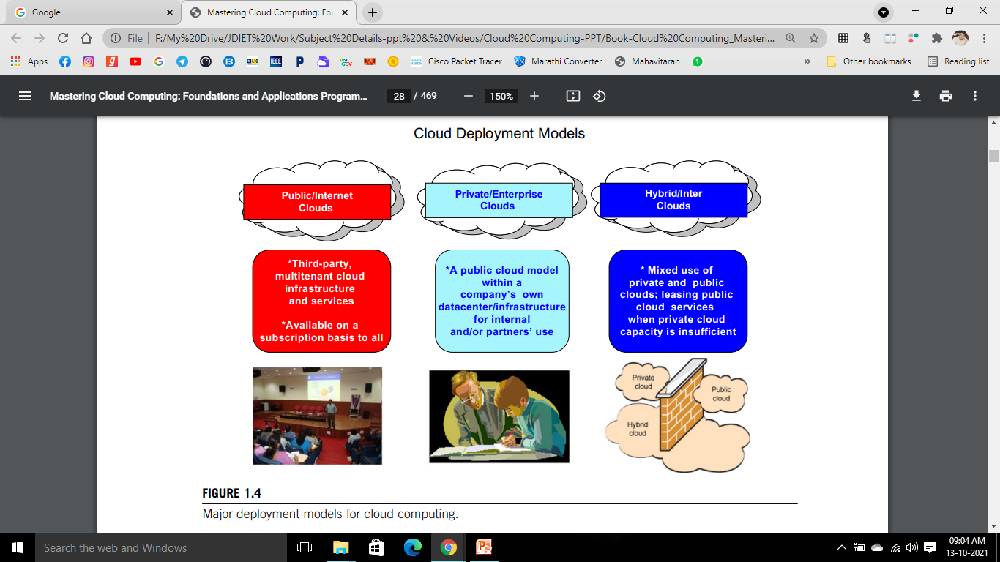 Google
Mastering Cloud Computing: Fou
File
F:/My%20Drive/JDIET%20Work/Subject%20Details-ppt%20&%20Videos/Cloud%20Computing-PPT/Book-Cloud%20Computing_Masteri...
Apps
Cisco Packet Tracer
Marathi Converter
Mahavitaran
1
»
Other bookmarks
Reading list
Mastering Cloud Computing: Foundations and Applications Program...
28 / 469
150%
Cloud Deployment Models
Public/Internet
Clouds
Private/Enterprise
Clouds
Hybrid/Inter
Clouds
*Third-party,
multitenant cloud
infrastructure
and services
*Available on a
subscription basis to all
*A public cloud model
within a
company’s own
datacenter/infrastructure
for internal
and/or partners’ use
* Mixed use of
private and public
clouds; leasing public
cloud services
when private cloud
capacity is insufficient
Private
cloud
Public
cloud
Hybrid
cloud
FIGURE 1.4
Major deployment models for cloud computing.
Search the web and Windows
09:04 AM
13-10-2021